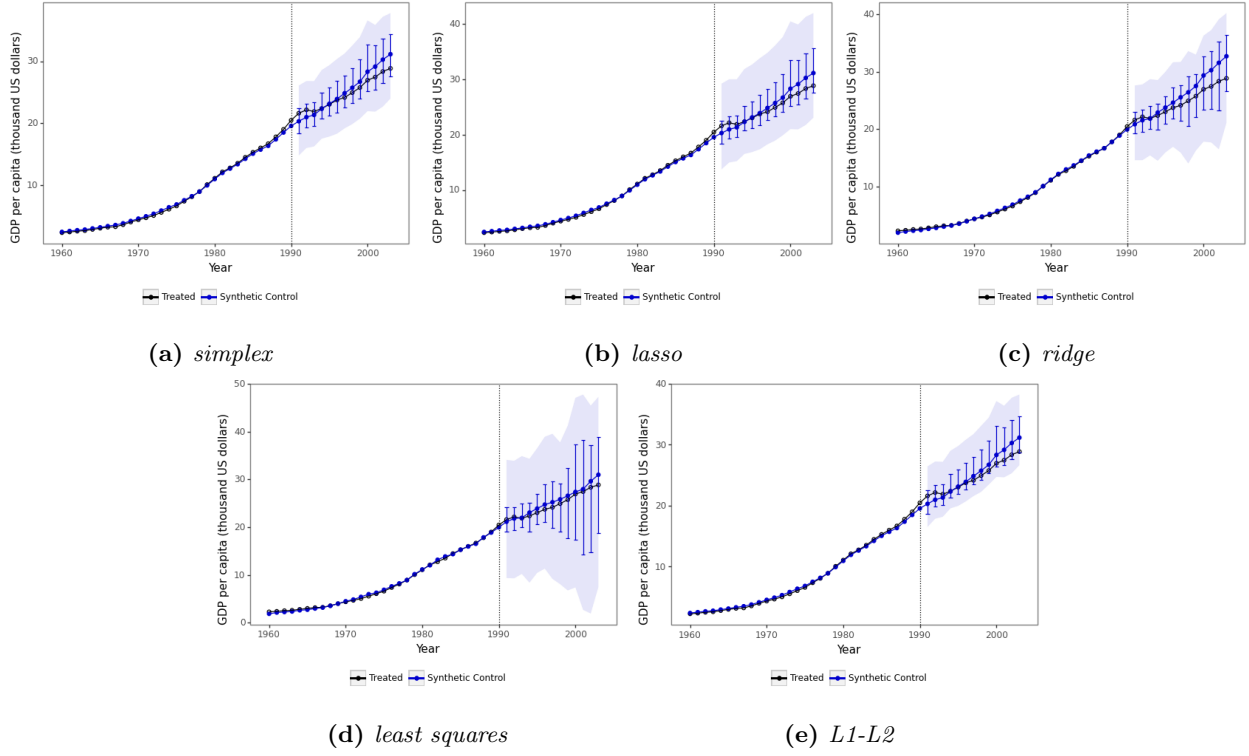 GDP per capita (thousand US dollars)
30
20
10
1960 1970 1980 1990 2000
Year
Treated Synthetic Control
(a) simplex
GDP per capita (thousand US dollars)
40
30
20
10
1960 1970 1980 1990 2000
Year
Treated Synthetic Control
(b) lasso
GDP per capita (thousand US dollars)
40
30
20
10
1960 1970 1980 1990 2000
Year
Treated Synthetic Control
(c) ridge
GDP per capita (thousand US dollars)
50
40
30
20
10
0
1960 1970 1980 1990 2000
Year
Treated Synthetic Control
(d) least squares
GDP per capita (thousand US dollars)
40
30
20
10
1960 1970 1980 1990 2000
Year
Treated Synthetic Control
(e) L1-L2